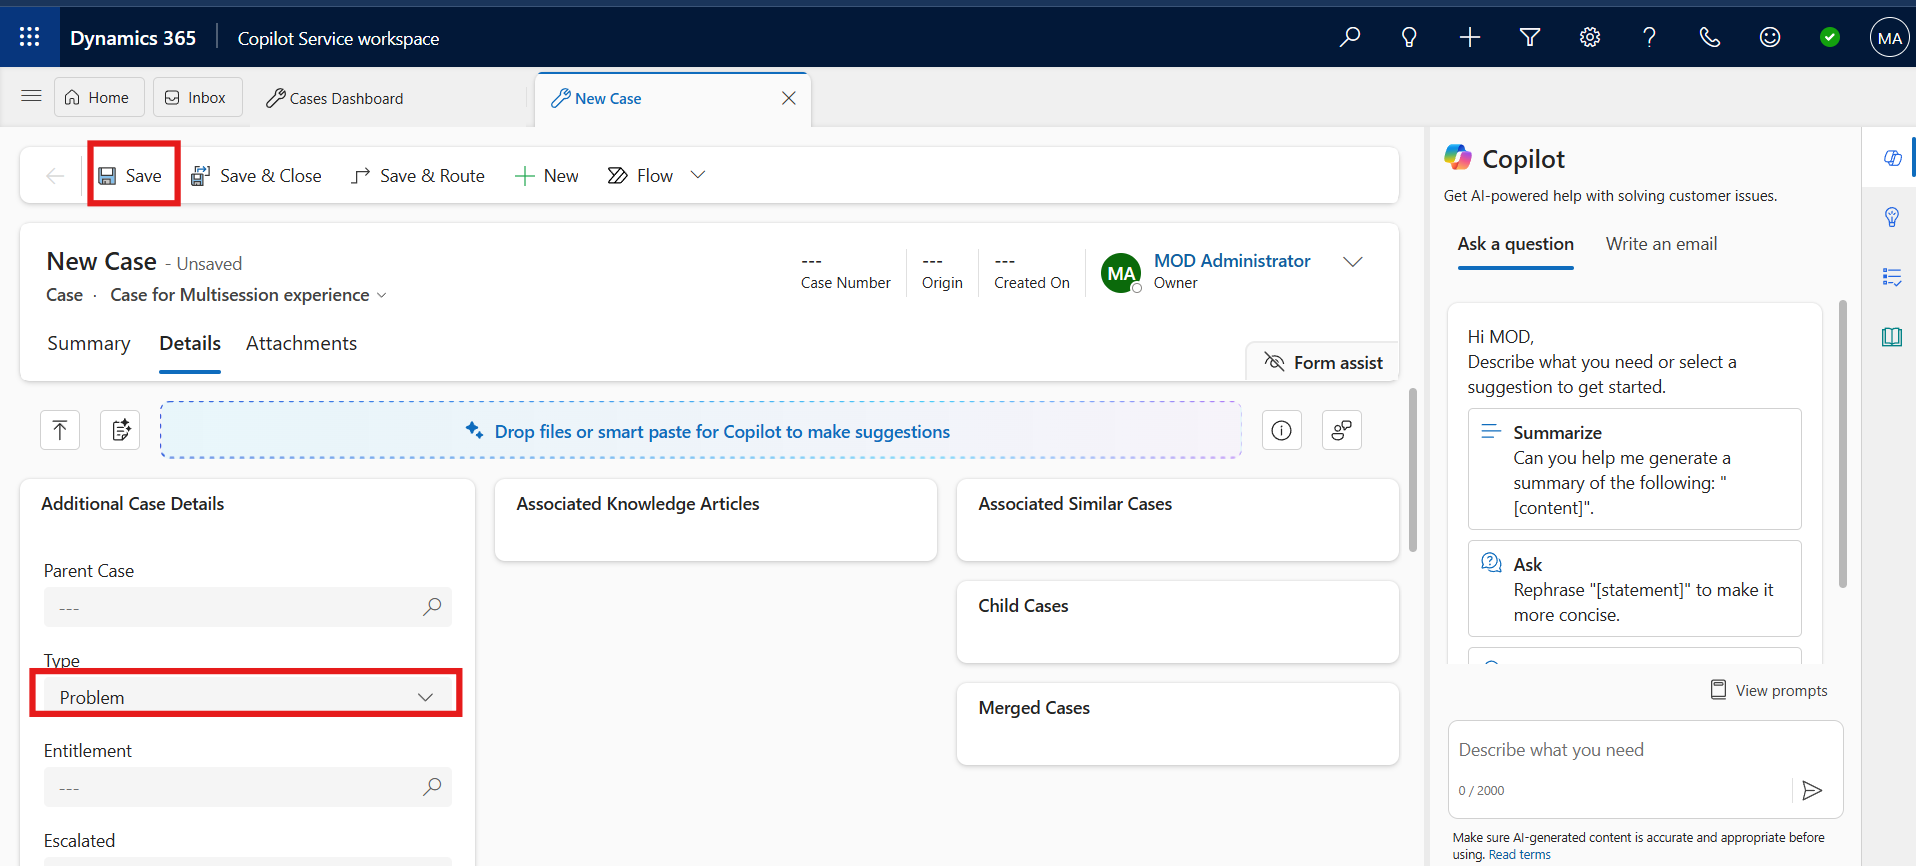 Dynamics 365
Copilot Service workspace
MA
Home
Inbox
Cases Dashboard
New Case
Save
Save & Close
Save & Route
New
Flow
New Case - Unsaved
Case · Case for Multisession experience
---
Case Number
---
Origin
---
Created On
MA
MOD Administrator
Owner
Summary
Details
Attachments
Form assist
Drop files or smart paste for Copilot to make suggestions
Additional Case Details
Parent Case
---
Type
Problem
Entitlement
---
Escalated
Associated Knowledge Articles
Associated Similar Cases
Child Cases
Merged Cases
Copilot
Get AI-powered help with solving customer issues.
Ask a question
Write an email
Hi MOD,
Describe what you need or select a
suggestion to get started.
Summarize
Can you help me generate a
summary of the following: "
[content]".
Ask
Rephrase "[statement]" to make it
more concise.
View prompts
Describe what you need
0 / 2000
Make sure AI-generated content is accurate and appropriate before
using. Read terms